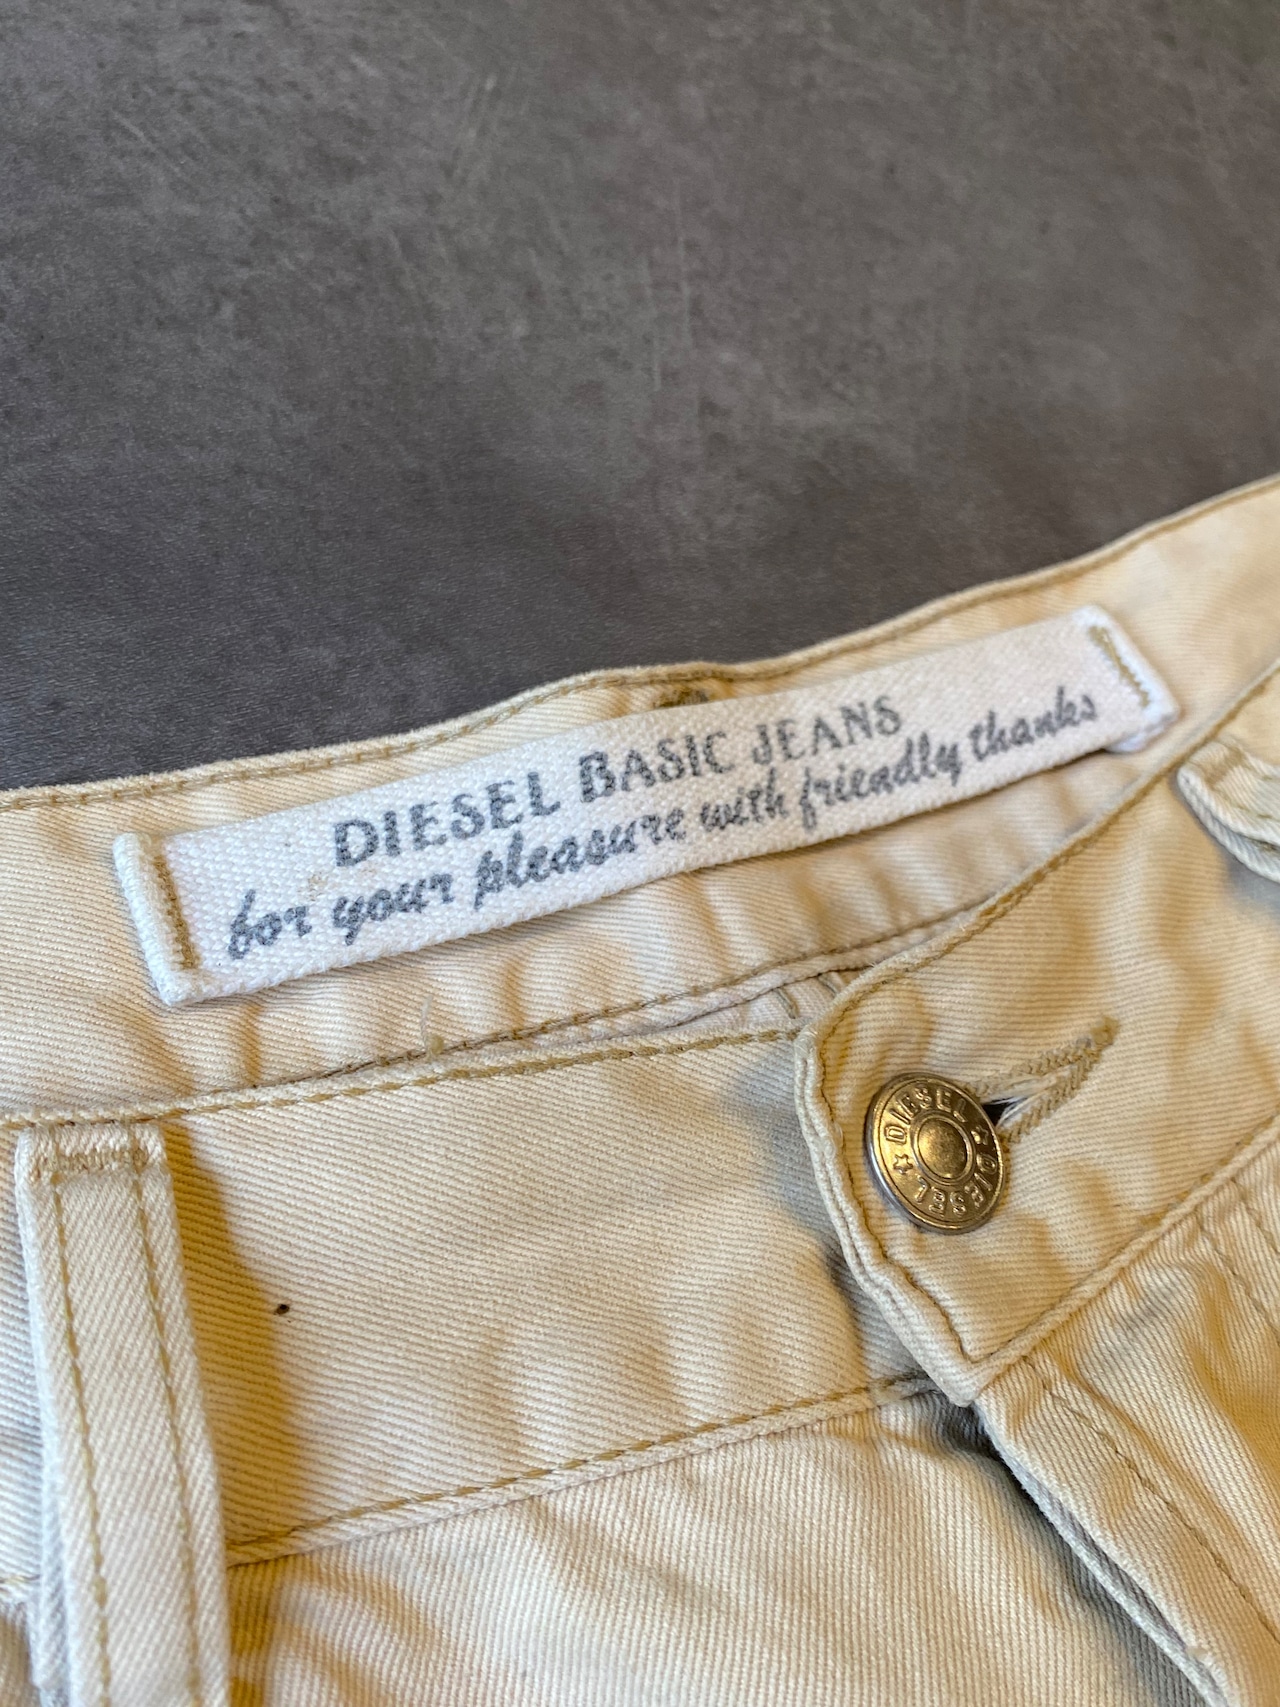 DIESEL BASIC JEANS
for your pleasure with friendly thanks
DIESEL DIESEL